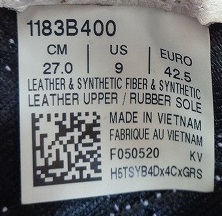 1183B400
CM US EURO
27.0 9 42.5
LEATHER & SYNTHETIC FIBER & SYNTHETIC
LEATHER UPPER / RUBBER SOLE
MADE IN VIETNAM
FABRIQUE AU VIETNAM
F050520 KV
H5TSYB4Dx4CxGRS